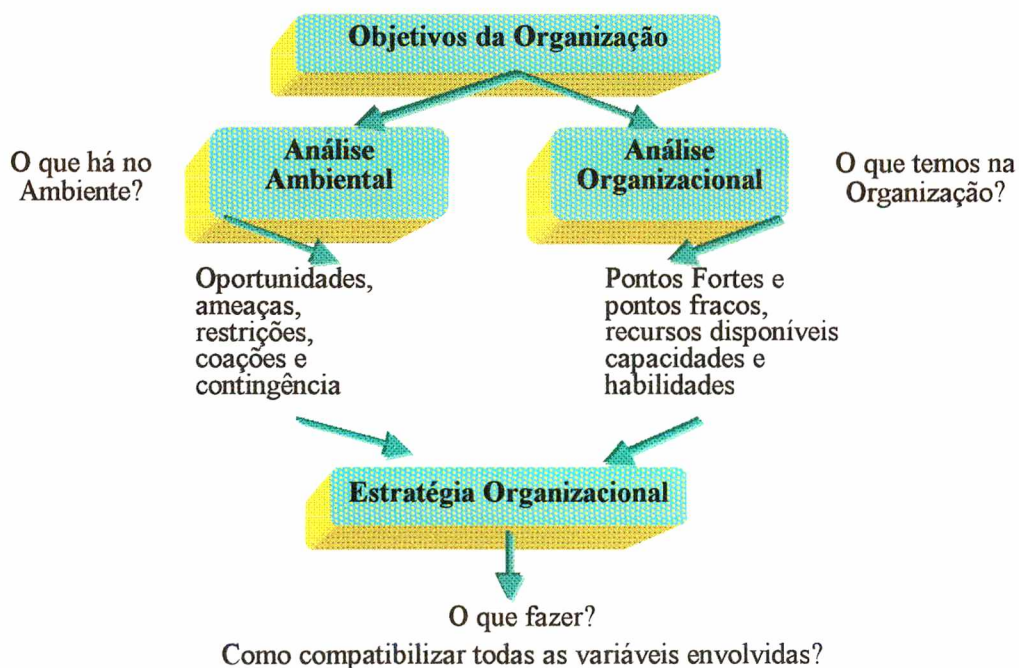 Objetivos da Organização
O que há no
Ambiente?
Análise
Ambiental
Análise
Organizacional
O que temos na
Organização?
Oportunidades,
ameaças,
restrições,
coações e
contingência
Pontos Fortes e
pontos fracos,
recursos disponíveis
capacidades e
habilidades
Estratégia Organizacional
O que fazer?
Como compatibilizar todas as variáveis envolvidas?